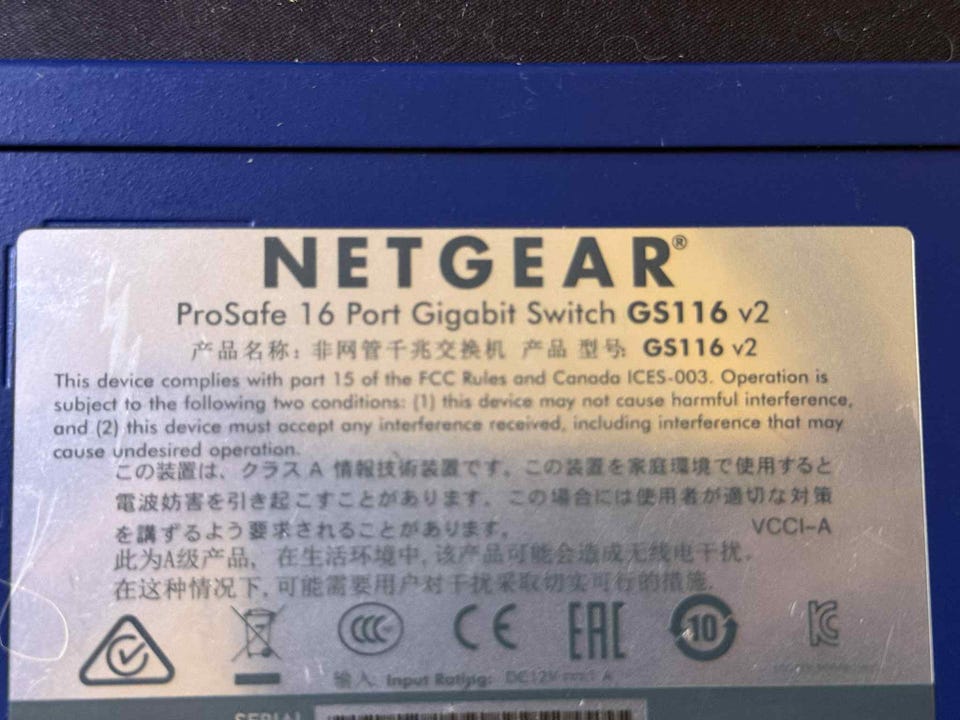 NETGEAR®
ProSafe 16 Port Gigabit Switch GS116 v2
产品名称：非网管千兆交换机 产品 型号: GS116 v2
This device complies with part 15 of the FCC Rules and Canada ICES-003. Operation is
subject to the following two conditions: (1) this device may not cause harmful interference,
and (2) this device must accept any interference received, including interference that may
cause undesired operation.
この装置は、クラス A 情報技術装置です。この装置を家庭環境で使用すると
電波妨害を引き起こすことがあります。この場合には使用者が適切な対策
を講ずるよう要求されることがあります。 VCCI-A
此为A级产品, 在生活环境中, 该产品可能会造成无线电干扰.
在这种情况下, 可能需要用户对干扰采取切实可行的措施.
CCC CE EAC 10 KC
输入 Input Rating: DC12V ⎓ 1 A
SERIAL